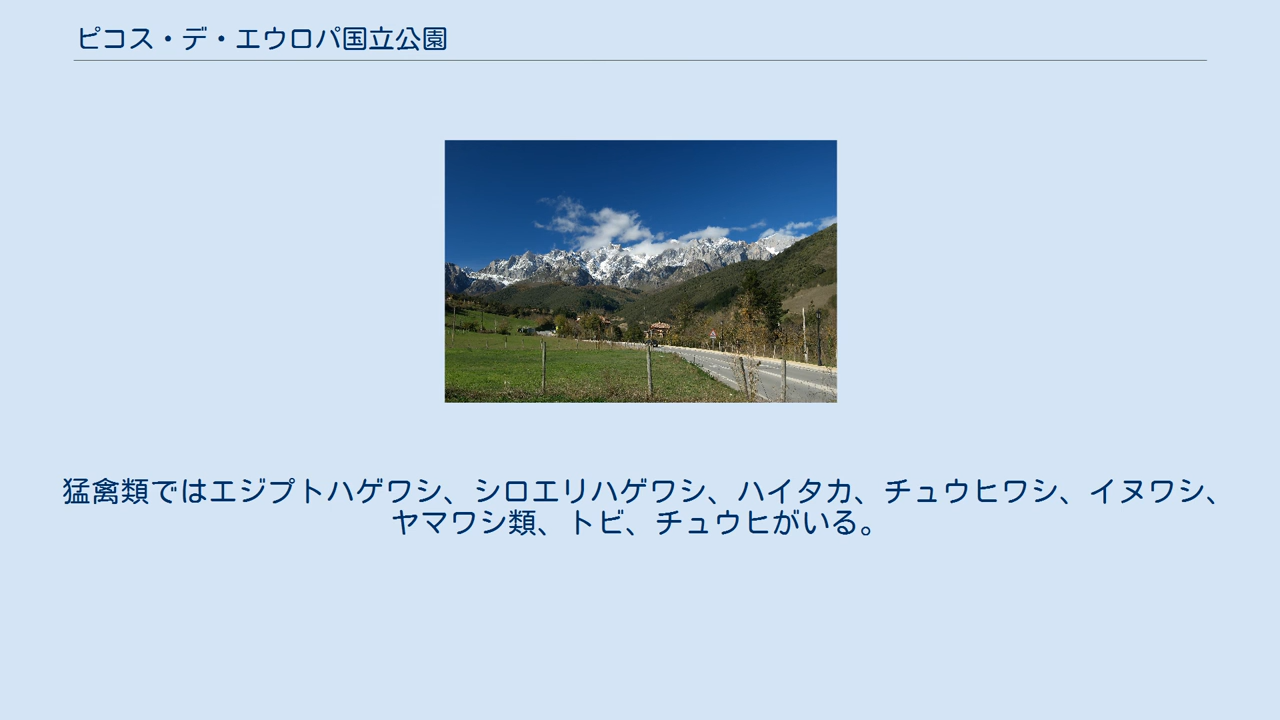 ピコス・デ・エウロパ国立公園
猛禽類ではエジプトハゲワシ、シロエリハゲワシ、ハイタカ、チュウヒワシ、イヌワシ、
ヤマワシ類、トビ、チュウヒがいる。